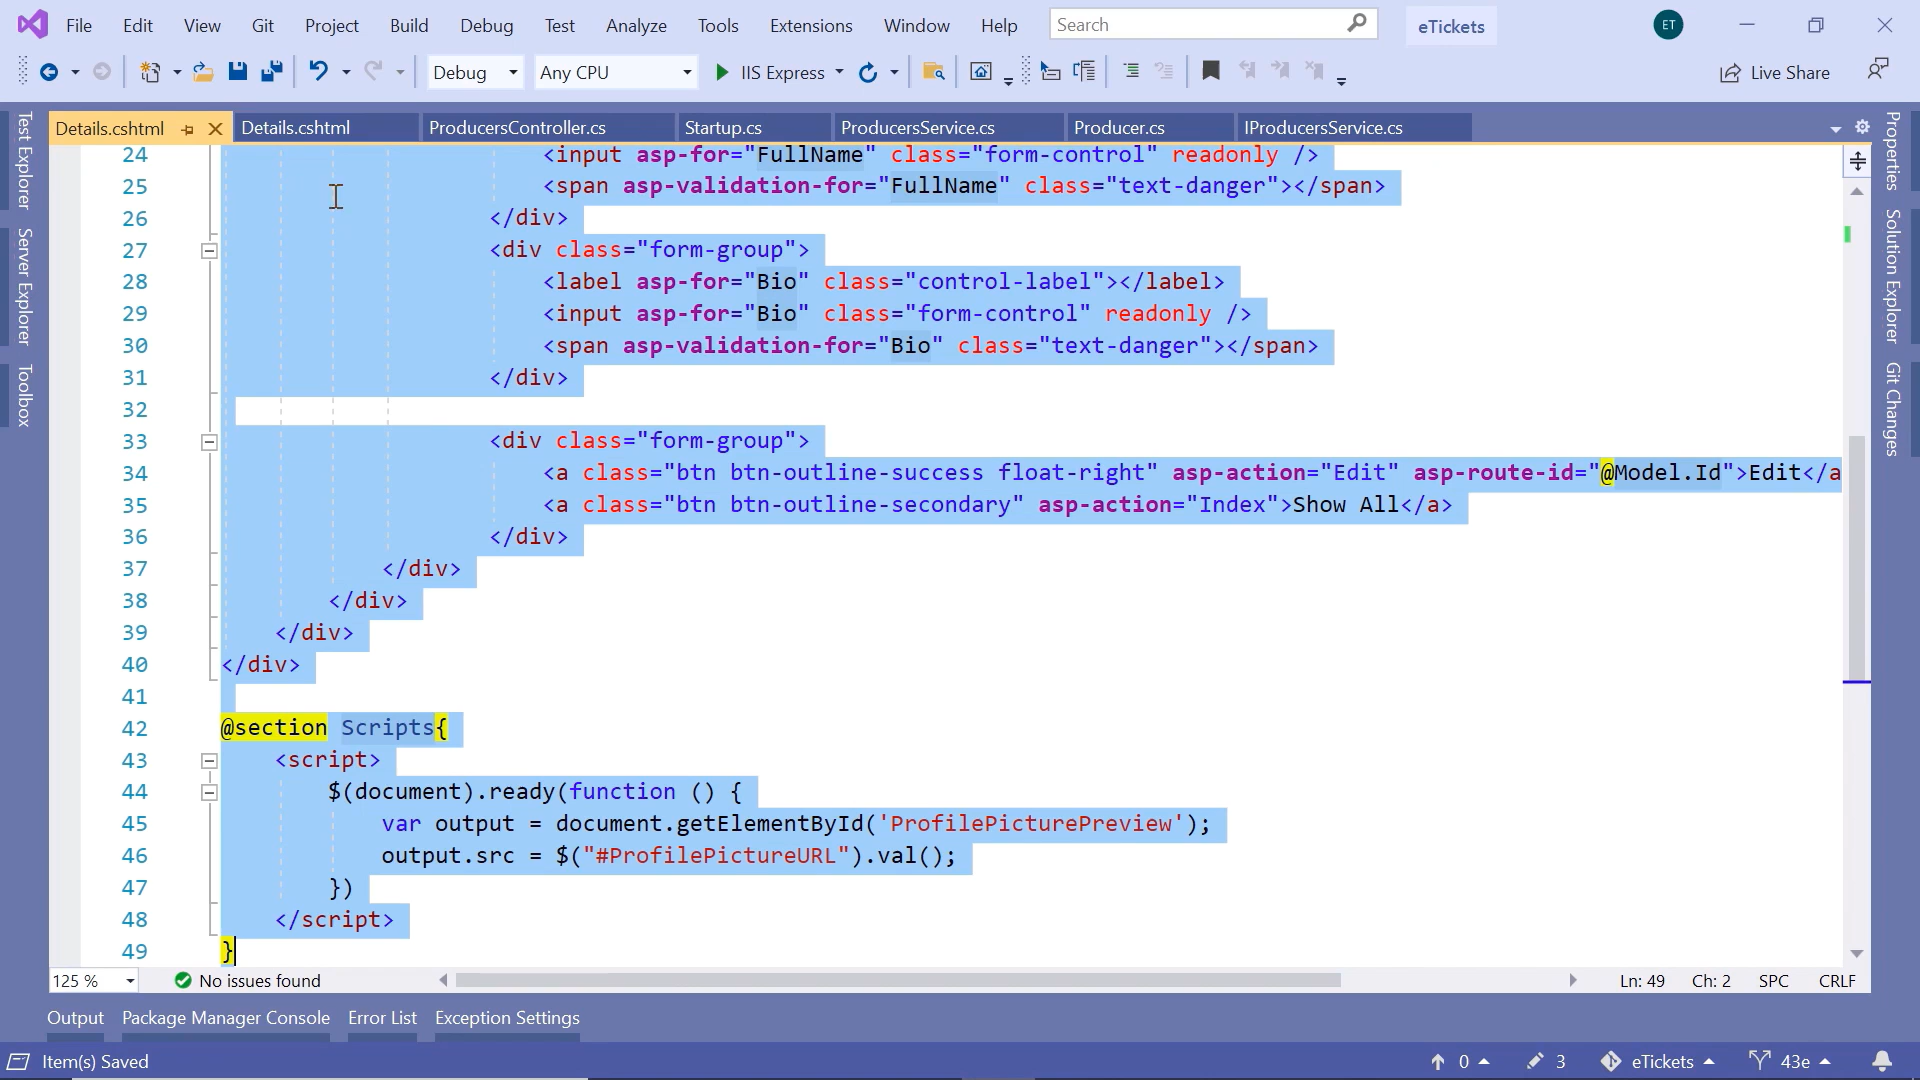 File Edit View Git Project Build Debug Test Analyze Tools Extensions Window Help Search eTickets ET
Debug Any CPU IIS Express Live Share
Details.cshtml Details.cshtml ProducersController.cs Startup.cs ProducersService.cs Producer.cs IProducersService.cs
Test Explorer
Server Explorer
Toolbox
24 <input asp-for="FullName" class="form-control" readonly />
25 <span asp-validation-for="FullName" class="text-danger"></span>
26 </div>
27 <div class="form-group">
28 <label asp-for="Bio" class="control-label"></label>
29 <input asp-for="Bio" class="form-control" readonly />
30 <span asp-validation-for="Bio" class="text-danger"></span>
31 </div>
32
33 <div class="form-group">
34 <a class="btn btn-outline-success float-right" asp-action="Edit" asp-route-id="@Model.Id">Edit</a
35 <a class="btn btn-outline-secondary" asp-action="Index">Show All</a>
36 </div>
37 </div>
38 </div>
39 </div>
40 </div>
41
42 @section Scripts{
43 <script>
44 $(document).ready(function () {
45 var output = document.getElementById('ProfilePicturePreview');
46 output.src = $("#ProfilePictureURL").val();
47 })
48 </script>
49 }
Properties
Solution Explorer
Git Changes
125 % No issues found Ln: 49 Ch: 2 SPC CRLF
Output Package Manager Console Error List Exception Settings
Item(s) Saved 0 3 eTickets 43e